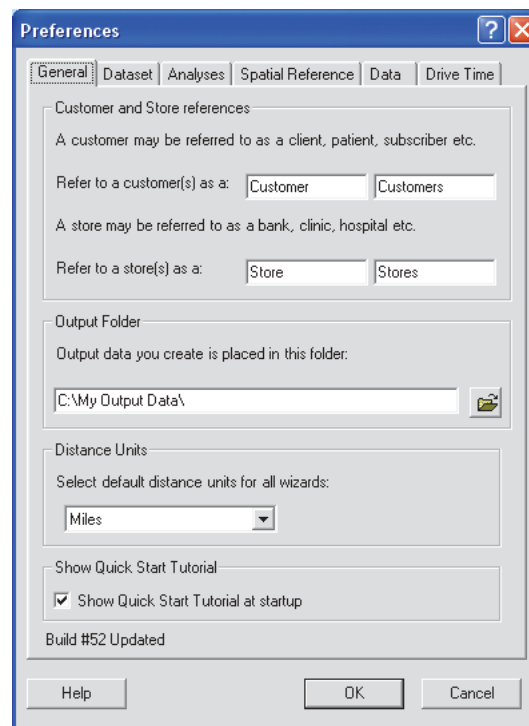 Preferences
General Dataset Analyses Spatial Reference Data Drive Time
Customer and Store references
A customer may be referred to as a client, patient, subscriber etc.
Refer to a customer(s) as a: Customer Customers
A store may be referred to as a bank, clinic, hospital etc.
Refer to a store(s) as a: Store Stores
Output Folder
Output data you create is placed in this folder:
C:\My Output Data\
Distance Units
Select default distance units for all wizards:
Miles
Show Quick Start Tutorial
Show Quick Start Tutorial at startup
Build #52 Updated
Help OK Cancel